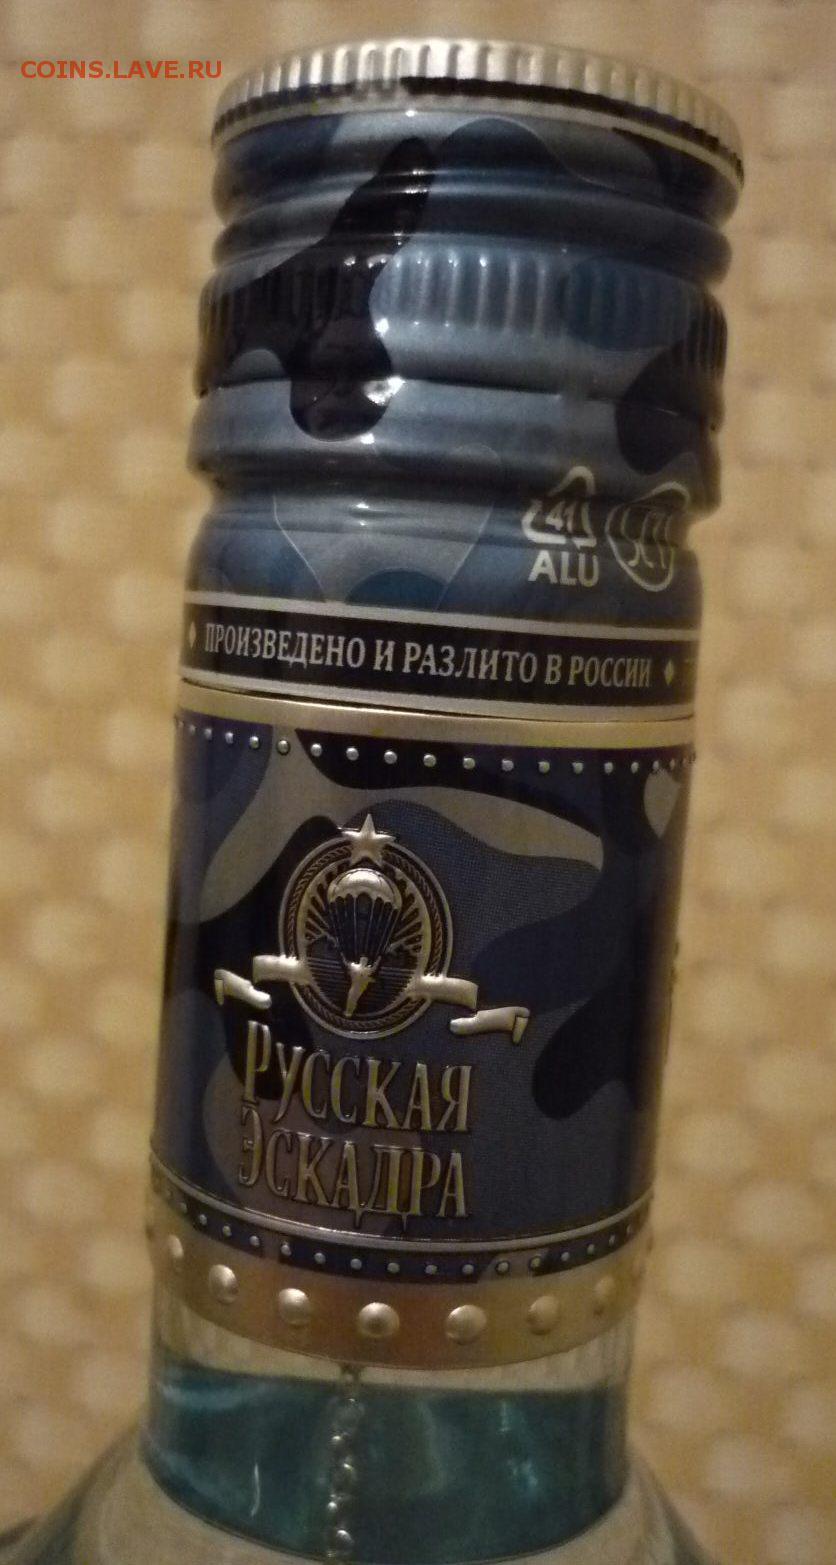 COINS.LAVE.RU
41
ALU
ПРОИЗВЕДЕНО И РАЗЛИТО В РОССИИ
РУССКАЯ
ЭСКАДРА